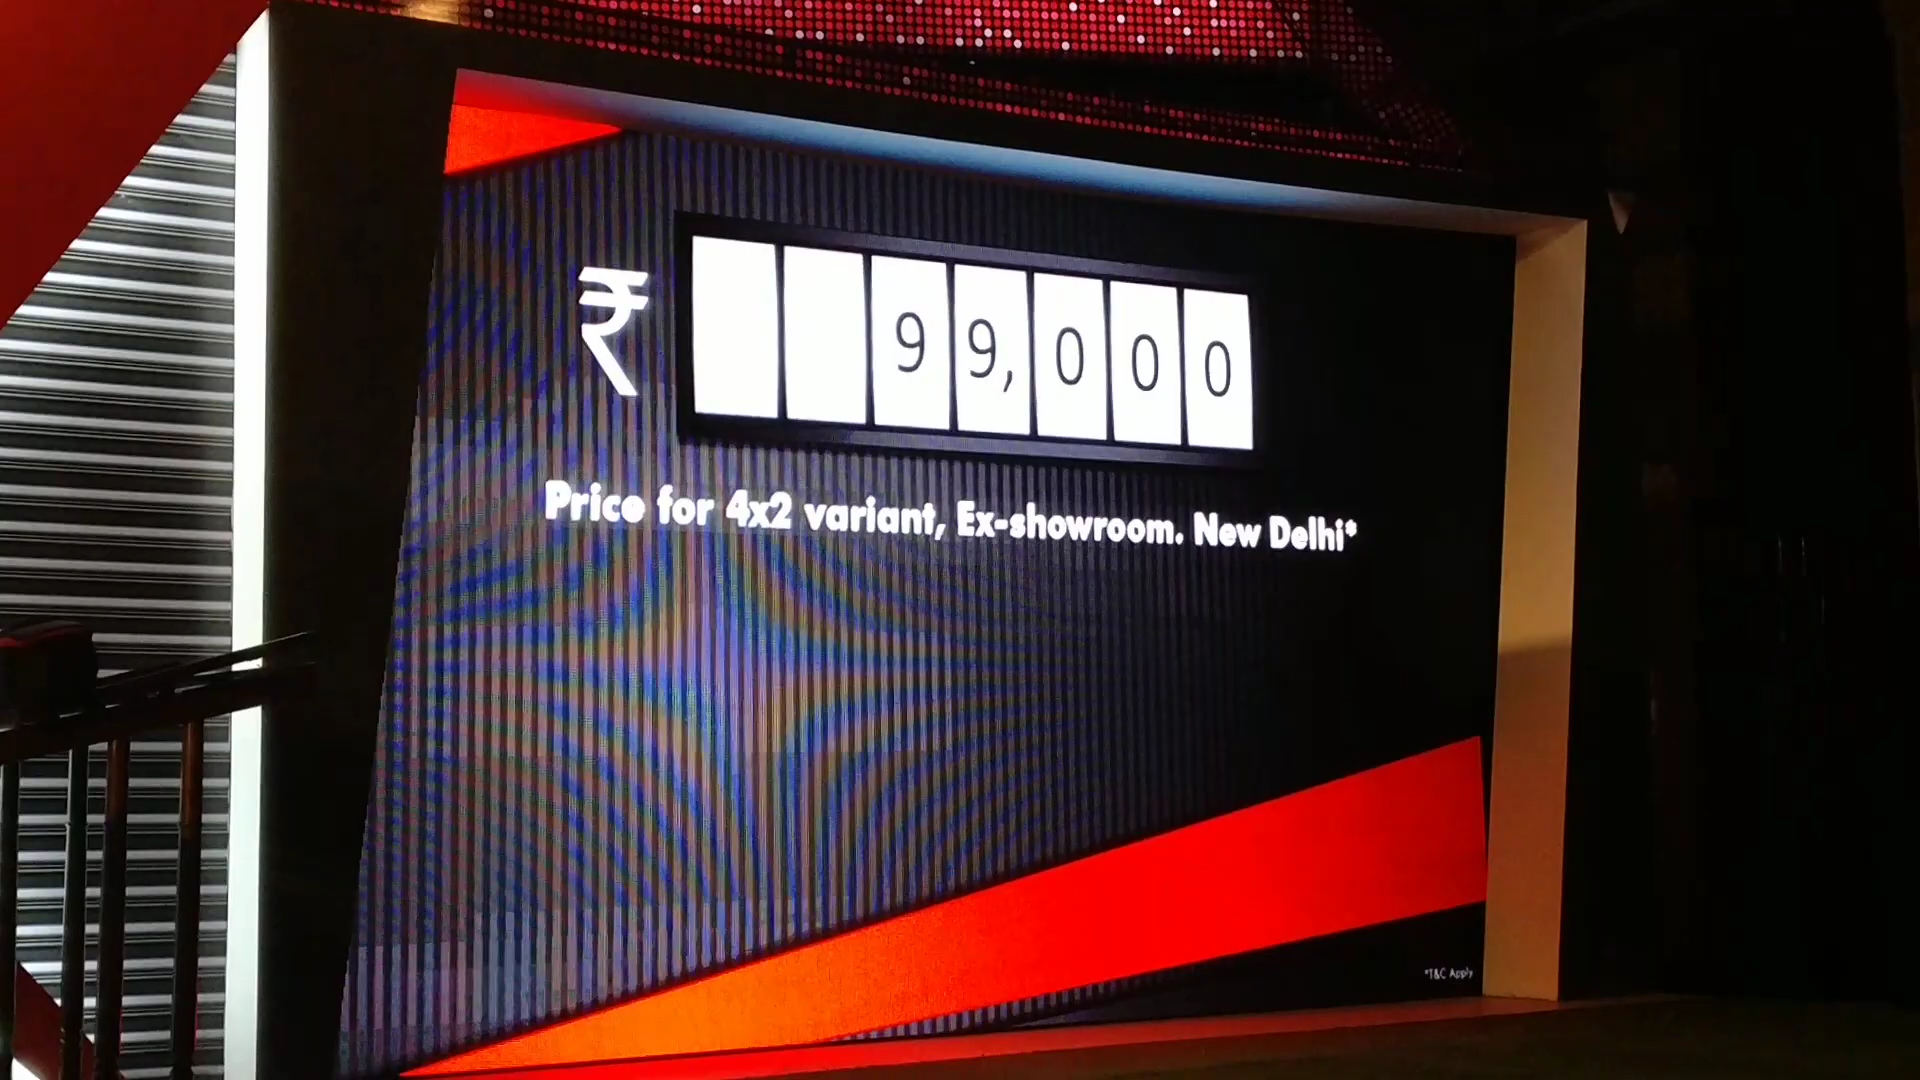 ₹ 99,000
Price for 4x2 variant, Ex-showroom. New Delhi*
*T&C Apply